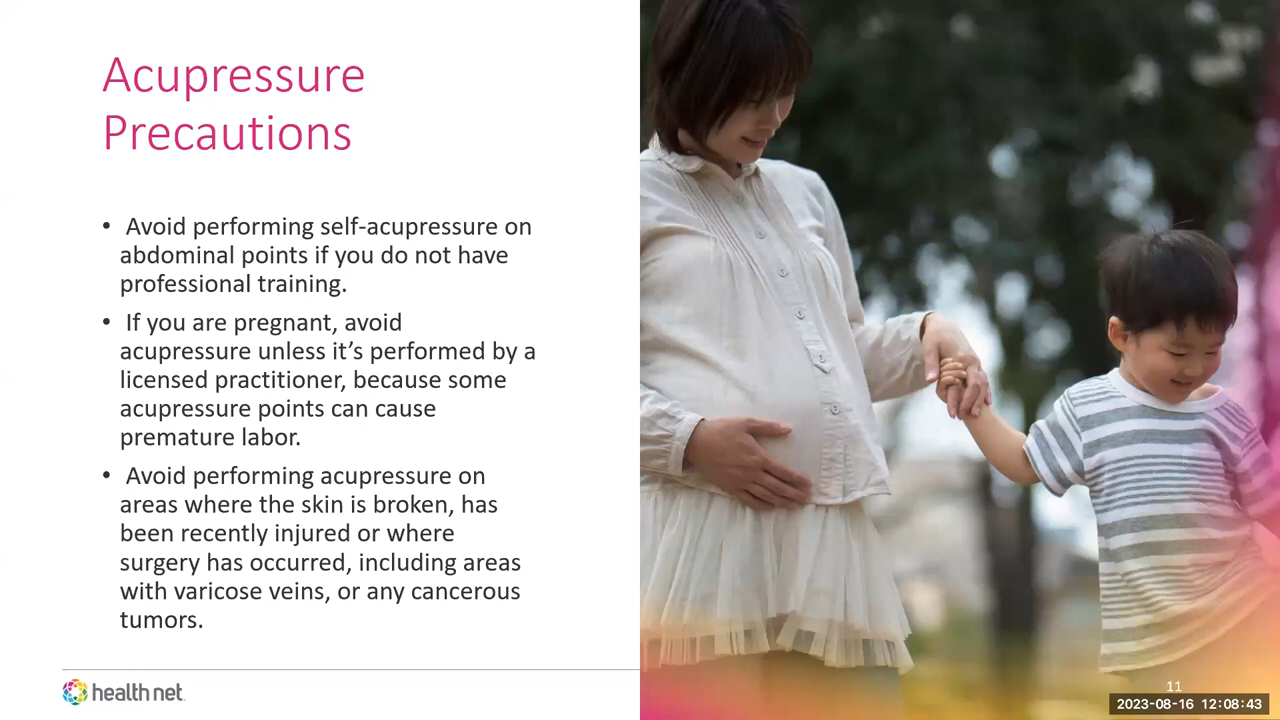 Acupressure
Precautions
• Avoid performing self-acupressure on
abdominal points if you do not have
professional training.
• If you are pregnant, avoid
acupressure unless it’s performed by a
licensed practitioner, because some
acupressure points can cause
premature labor.
• Avoid performing acupressure on
areas where the skin is broken, has
been recently injured or where
surgery has occurred, including areas
with varicose veins, or any cancerous
tumors.
health net
11
2023-08-16 12:08:43